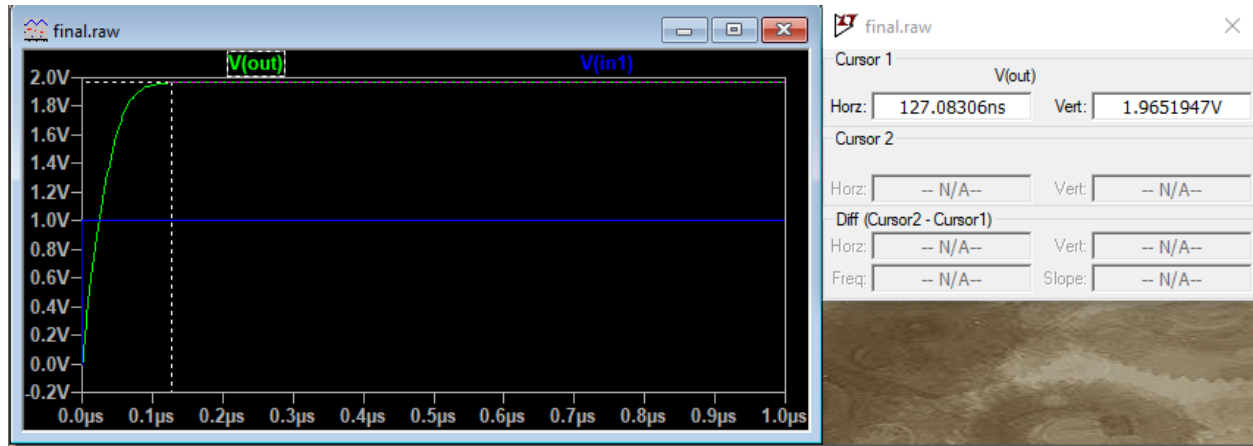 final.raw
V(out) V(in1)
2.0V
1.8V
1.6V
1.4V
1.2V
1.0V
0.8V
0.6V
0.4V
0.2V
0.0V
-0.2V
0.0µs 0.1µs 0.2µs 0.3µs 0.4µs 0.5µs 0.6µs 0.7µs 0.8µs 0.9µs 1.0µs
final.raw
Cursor 1
V(out)
Horz: 127.08306ns Vert: 1.9651947V
Cursor 2
Horz: -- N/A-- Vert: -- N/A--
Diff (Cursor2 - Cursor1)
Horz: -- N/A-- Vert: -- N/A--
Freq: -- N/A-- Slope: -- N/A--